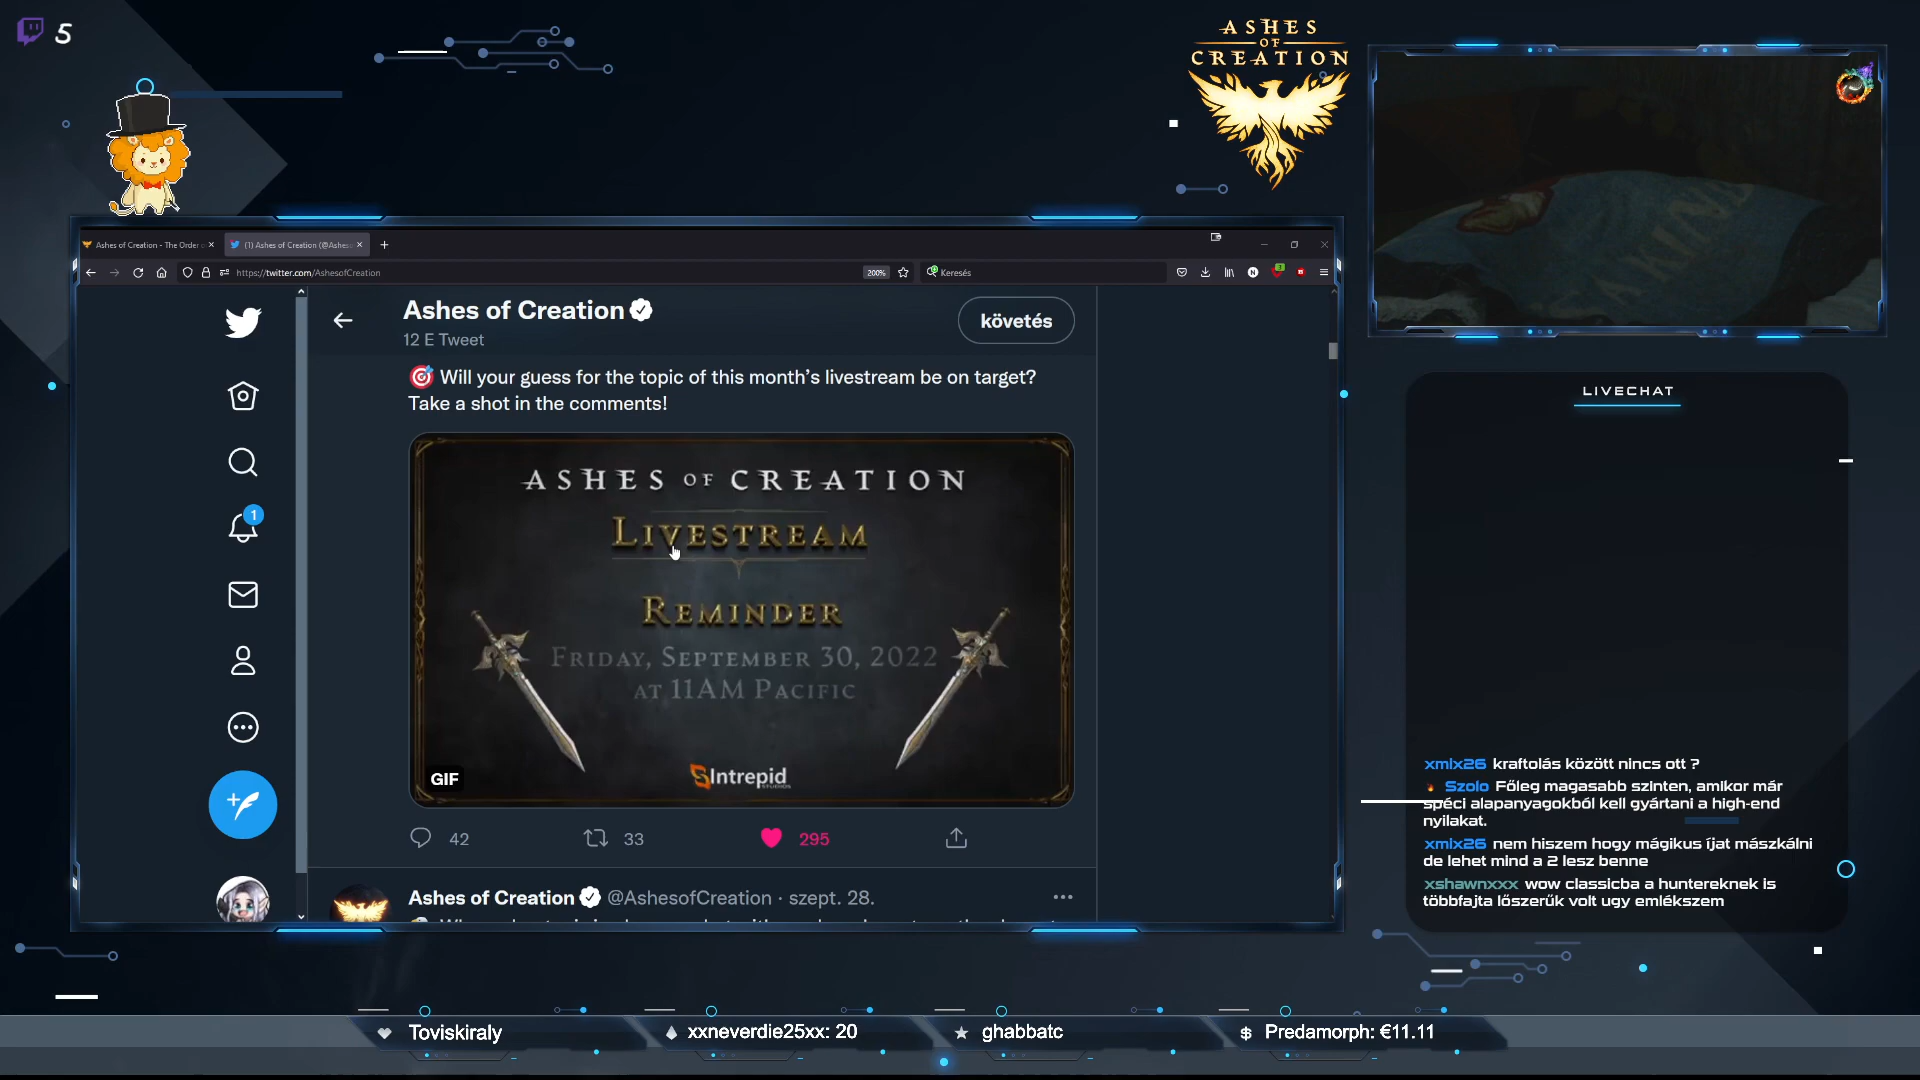 5
ASHES
OF
CREATION
Ashes of Creation - The Order o
(1) Ashes of Creation (@Ashes
https://twitter.com/AshesofCreation
200%
Keresés
Ashes of Creation
12 E Tweet
követés
Will your guess for the topic of this month's livestream be on target?
Take a shot in the comments!
ASHES OF CREATION
LIVESTREAM
REMINDER
FRIDAY, SEPTEMBER 30, 2022
AT 11AM PACIFIC
GIF
Intrepid
STUDIOS
42
33
295
1
Ashes of Creation @AshesofCreation · szept. 28.
LIVECHAT
xmix26 kraftolás között nincs ott ?
Szolo Főleg magasabb szinten, amikor már
spéci alapanyagokból kell gyártani a high-end
nyilakat.
xmix26 nem hiszem hogy mágikus íjat mászkálni
de lehet mind a 2 lesz benne
xshawnxxx wow classicba a huntereknek is
többfajta lőszerűk volt ugy emlékszem
Toviskiraly
xxneverdie25xx: 20
ghabbatc
Predamorph: €11.11